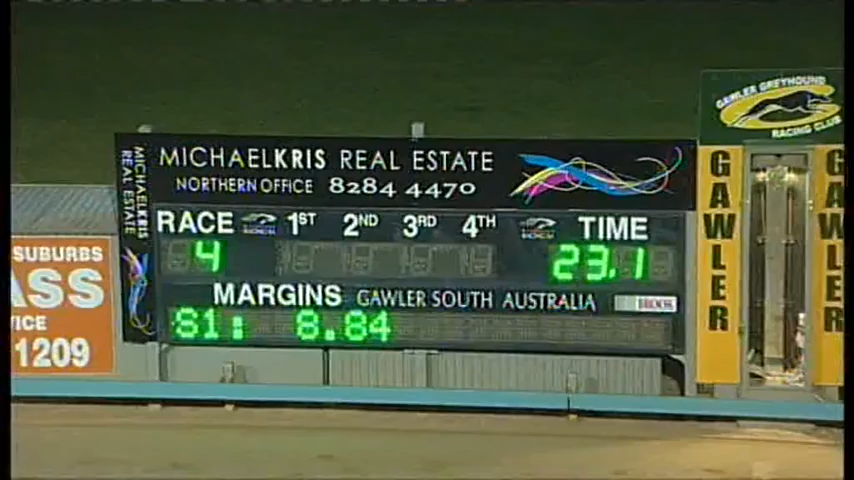 GAWLER GREYHOUND
RACING CLUB
MICHAELKRIS REAL ESTATE
NORTHERN OFFICE 8284 4470
MICHAELKRIS
REAL ESTATE
RACE 1ST 2ND 3RD 4TH TIME
4 23.1
MARGINS GAWLER SOUTH AUSTRALIA
S1: 8.84
GAWLER
GAWLER
SUBURBS
ASS
ICE
1209